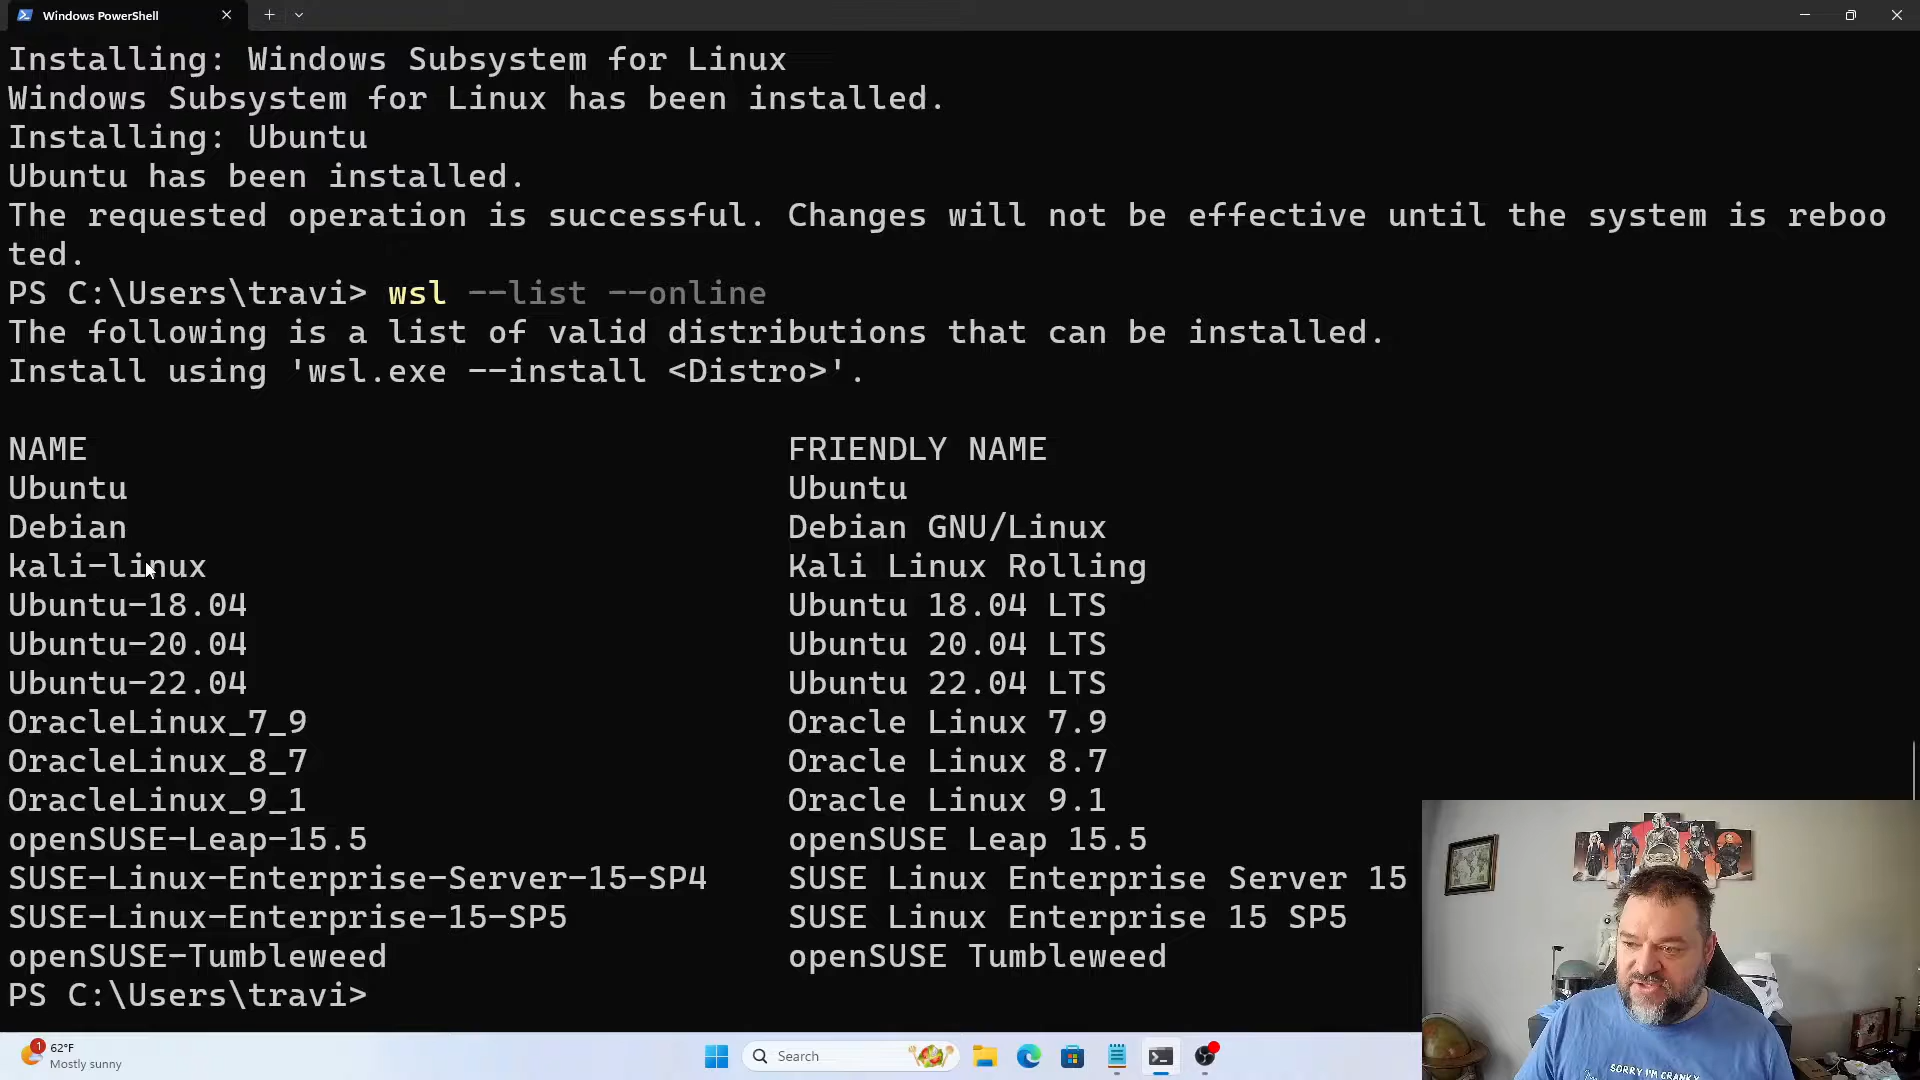 Windows PowerShell
Installing: Windows Subsystem for Linux
Windows Subsystem for Linux has been installed.
Installing: Ubuntu
Ubuntu has been installed.
The requested operation is successful. Changes will not be effective until the system is reboo
ted.
PS C:\Users\travi> wsl --list --online
The following is a list of valid distributions that can be installed.
Install using 'wsl.exe --install <Distro>'.
NAME FRIENDLY NAME
Ubuntu Ubuntu
Debian Debian GNU/Linux
kali-linux Kali Linux Rolling
Ubuntu-18.04 Ubuntu 18.04 LTS
Ubuntu-20.04 Ubuntu 20.04 LTS
Ubuntu-22.04 Ubuntu 22.04 LTS
OracleLinux_7_9 Oracle Linux 7.9
OracleLinux_8_7 Oracle Linux 8.7
OracleLinux_9_1 Oracle Linux 9.1
openSUSE-Leap-15.5 openSUSE Leap 15.5
SUSE-Linux-Enterprise-Server-15-SP4 SUSE Linux Enterprise Server 15
SUSE-Linux-Enterprise-15-SP5 SUSE Linux Enterprise 15 SP5
openSUSE-Tumbleweed openSUSE Tumbleweed
PS C:\Users\travi>
1
62°F
Mostly sunny
Search
SORRY I'M CRANKY